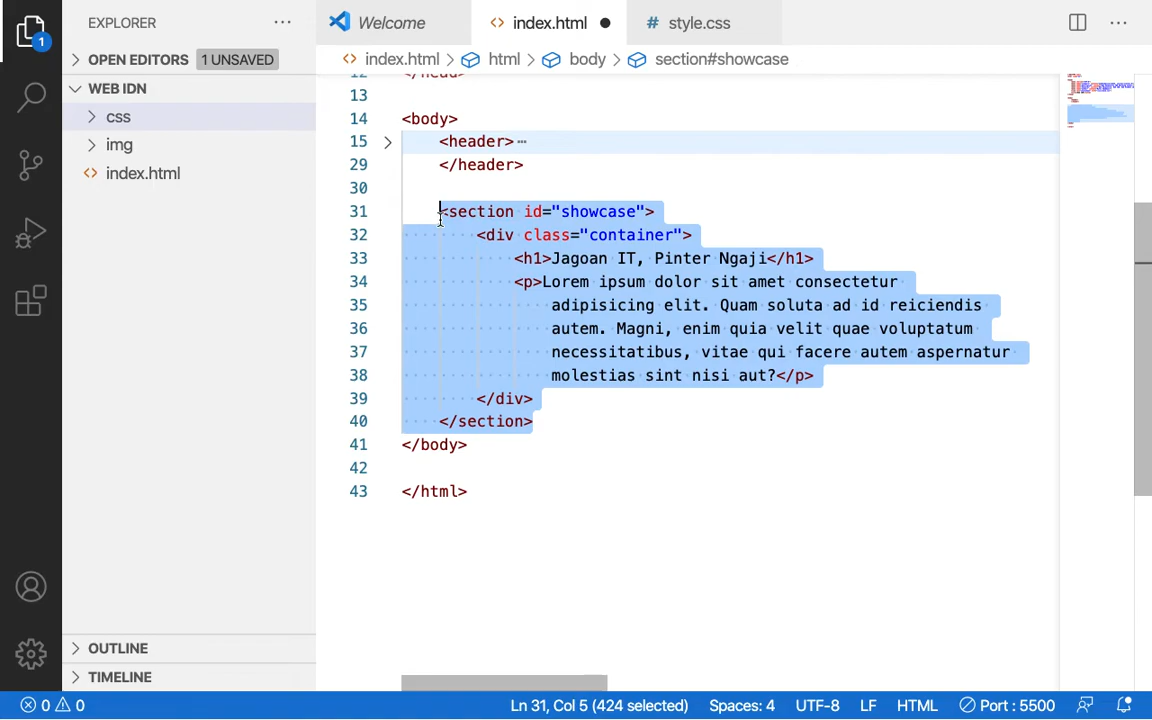 EXPLORER ···
Welcome
index.html ●
# style.css
···
1
OPEN EDITORS 1 UNSAVED
index.html > html > body > section#showcase
WEB IDN
css
img
index.html
12 </head>
13
14 <body>
15 <header>···
29 </header>
30
31 <section id="showcase">
32 <div class="container">
33 <h1>Jagoan IT, Pinter Ngaji</h1>
34 <p>Lorem ipsum dolor sit amet consectetur
35 adipisicing elit. Quam soluta ad id reiciendis
36 autem. Magni, enim quia velit quae voluptatum
37 necessitatibus, vitae qui facere autem aspernatur
38 molestias sint nisi aut?</p>
39 </div>
40 </section>
41 </body>
42
43 </html>
OUTLINE
TIMELINE
0 0 Ln 31, Col 5 (424 selected) Spaces: 4 UTF-8 LF HTML Port : 5500